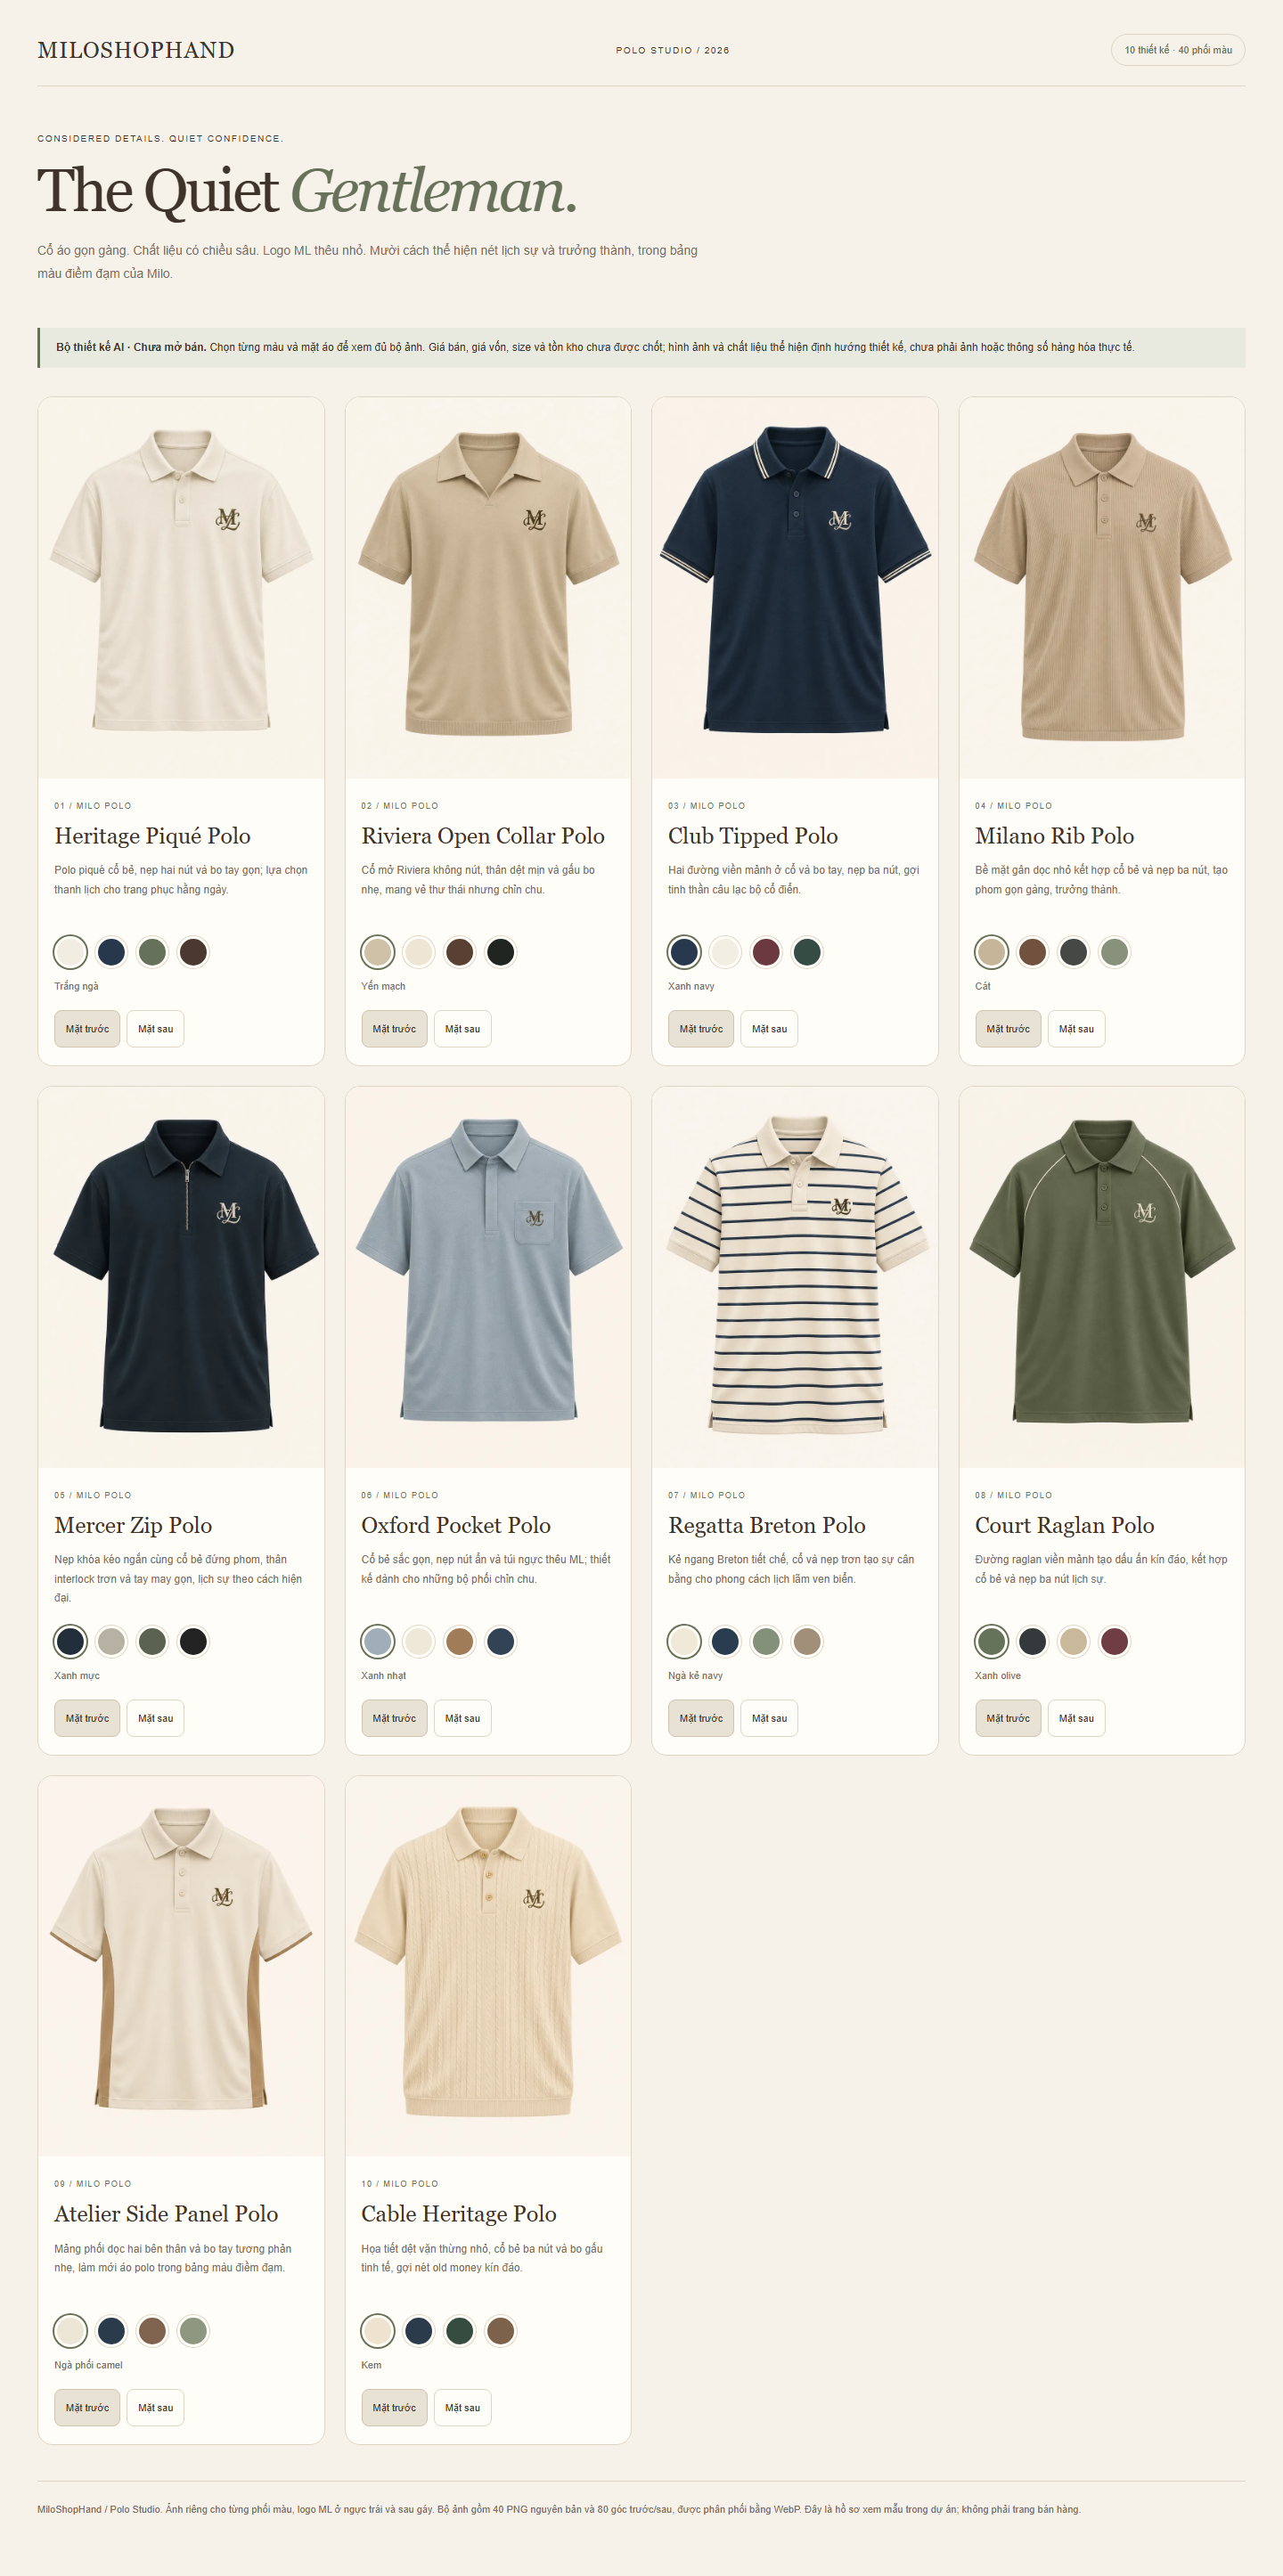 MILOSHOPHAND
POLO STUDIO / 2026
10 thiết kế · 40 phối màu
CONSIDERED DETAILS. QUIET CONFIDENCE.
The Quiet Gentleman.
Cổ áo gọn gàng. Chất liệu có chiều sâu. Logo ML thêu nhỏ. Mười cách thể hiện nét lịch sự và trưởng thành, trong bảng
màu điềm đạm của Milo.
Bộ thiết kế AI · Chưa mở bán. Chọn từng màu và mặt áo để xem đủ bộ ảnh. Giá bán, giá vốn, size và tồn kho chưa được chốt; hình ảnh và chất liệu thể hiện định hướng thiết kế, chưa phải ảnh hoặc thông số hàng hóa thực tế.
01 / MILO POLO
Heritage Piqué Polo
Polo piqué cổ bẻ, nẹp hai nút và bo tay gọn; lựa chọn
thanh lịch cho trang phục hằng ngày.
Trắng ngà
Mặt trước
Mặt sau
02 / MILO POLO
Riviera Open Collar Polo
Cổ mở Riviera không nút, thân dệt mịn và gấu bo
nhẹ, mang vẻ thư thái nhưng chỉn chu.
Yến mạch
Mặt trước
Mặt sau
03 / MILO POLO
Club Tipped Polo
Hai đường viền mảnh ở cổ và bo tay, nẹp ba nút, gợi
tinh thần câu lạc bộ cổ điển.
Xanh navy
Mặt trước
Mặt sau
04 / MILO POLO
Milano Rib Polo
Bề mặt gân dọc nhỏ kết hợp cổ bẻ và nẹp ba nút, tạo
phom gọn gàng, trưởng thành.
Cát
Mặt trước
Mặt sau
05 / MILO POLO
Mercer Zip Polo
Nẹp khóa kéo ngắn cùng cổ bẻ đứng phom, thân
interlock trơn và tay may gọn, lịch sự theo cách hiện
đại.
Xanh mực
Mặt trước
Mặt sau
06 / MILO POLO
Oxford Pocket Polo
Cổ bẻ sắc gọn, nẹp nút ẩn và túi ngực thêu ML; thiết
kế dành cho những bộ phối chỉn chu.
Xanh nhạt
Mặt trước
Mặt sau
07 / MILO POLO
Regatta Breton Polo
Kẻ ngang Breton tiết chế, cổ và nẹp trơn tạo sự cân
bằng cho phong cách lịch lãm ven biển.
Ngà kẻ navy
Mặt trước
Mặt sau
08 / MILO POLO
Court Raglan Polo
Đường raglan viền mảnh tạo dấu ấn kín đáo, kết hợp
cổ bẻ và nẹp ba nút lịch sự.
Xanh olive
Mặt trước
Mặt sau
09 / MILO POLO
Atelier Side Panel Polo
Mảng phối dọc hai bên thân và bo tay tương phản
nhẹ, làm mới áo polo trong bảng màu điềm đạm.
Ngà phối camel
Mặt trước
Mặt sau
10 / MILO POLO
Cable Heritage Polo
Họa tiết dệt vặn thừng nhỏ, cổ bẻ ba nút và bo gấu
tinh tế, gợi nét old money kín đáo.
Kem
Mặt trước
Mặt sau
MiloShopHand / Polo Studio. Ảnh riêng cho từng phối màu, logo ML ở ngực trái và sau gáy. Bộ ảnh gồm 40 PNG nguyên bản và 80 góc trước/sau, được phân phối bằng WebP. Đây là hồ sơ xem mẫu trong dự án; không phải trang bán hàng.